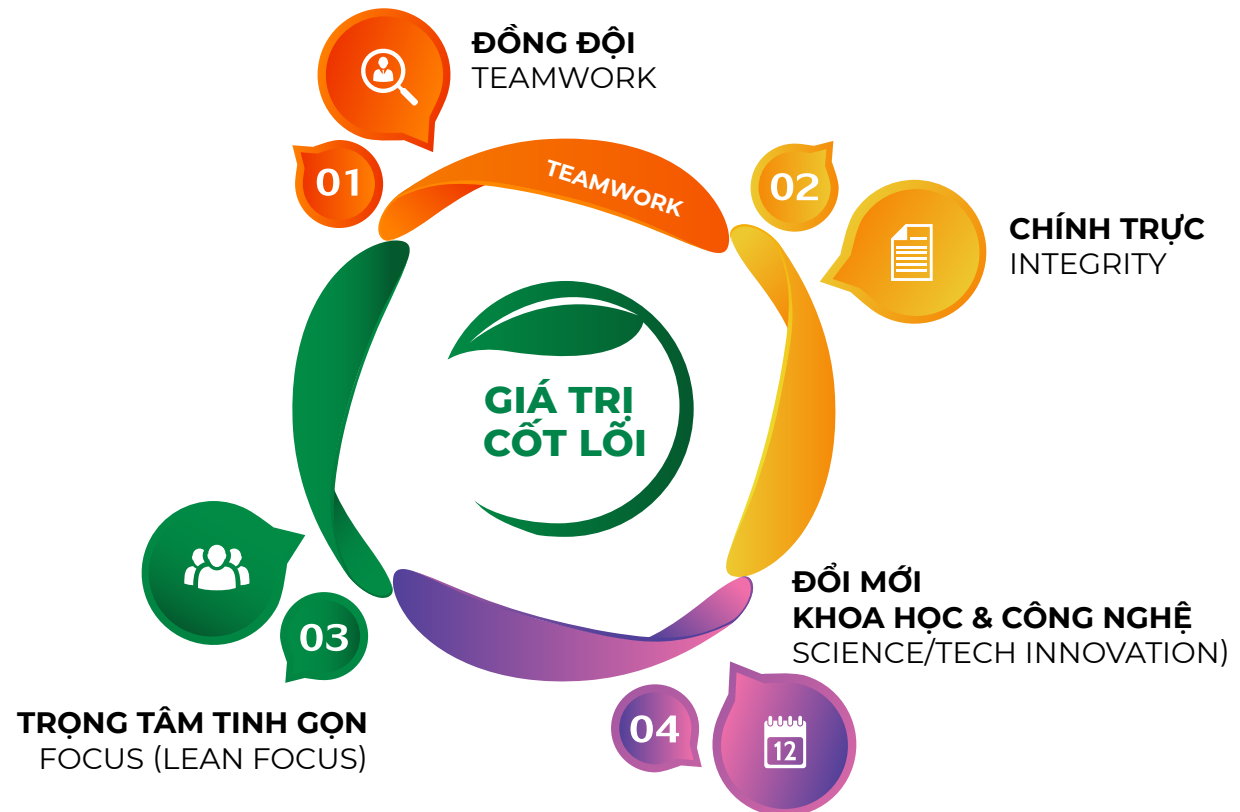 ĐỒNG ĐỘI
TEAMWORK
01
TEAMWORK
02
CHÍNH TRỰC
INTEGRITY
GIÁ TRỊ
CỐT LÕI
03
TRỌNG TÂM TINH GỌN
FOCUS (LEAN FOCUS)
ĐỔI MỚI
KHOA HỌC & CÔNG NGHỆ
SCIENCE/TECH INNOVATION)
04
12